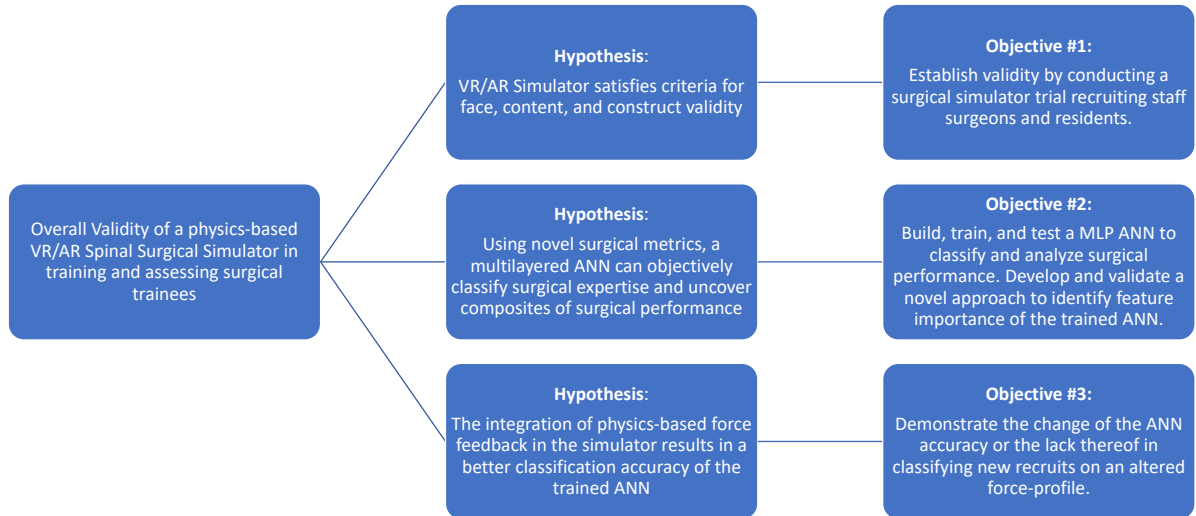 Overall Validity of a physics-based
VR/AR Spinal Surgical Simulator in
training and assessing surgical
trainees
Hypothesis:
VR/AR Simulator satisfies criteria for
face, content, and construct validity
Objective #1:
Establish validity by conducting a
surgical simulator trial recruiting staff
surgeons and residents.
Hypothesis:
Using novel surgical metrics, a
multilayered ANN can objectively
classify surgical expertise and uncover
composites of surgical performance
Objective #2:
Build, train, and test a MLP ANN to
classify and analyze surgical
performance. Develop and validate a
novel approach to identify feature
importance of the trained ANN.
Hypothesis:
The integration of physics-based force
feedback in the simulator results in a
better classification accuracy of the
trained ANN
Objective #3:
Demonstrate the change of the ANN
accuracy or the lack thereof in
classifying new recruits on an altered
force-profile.